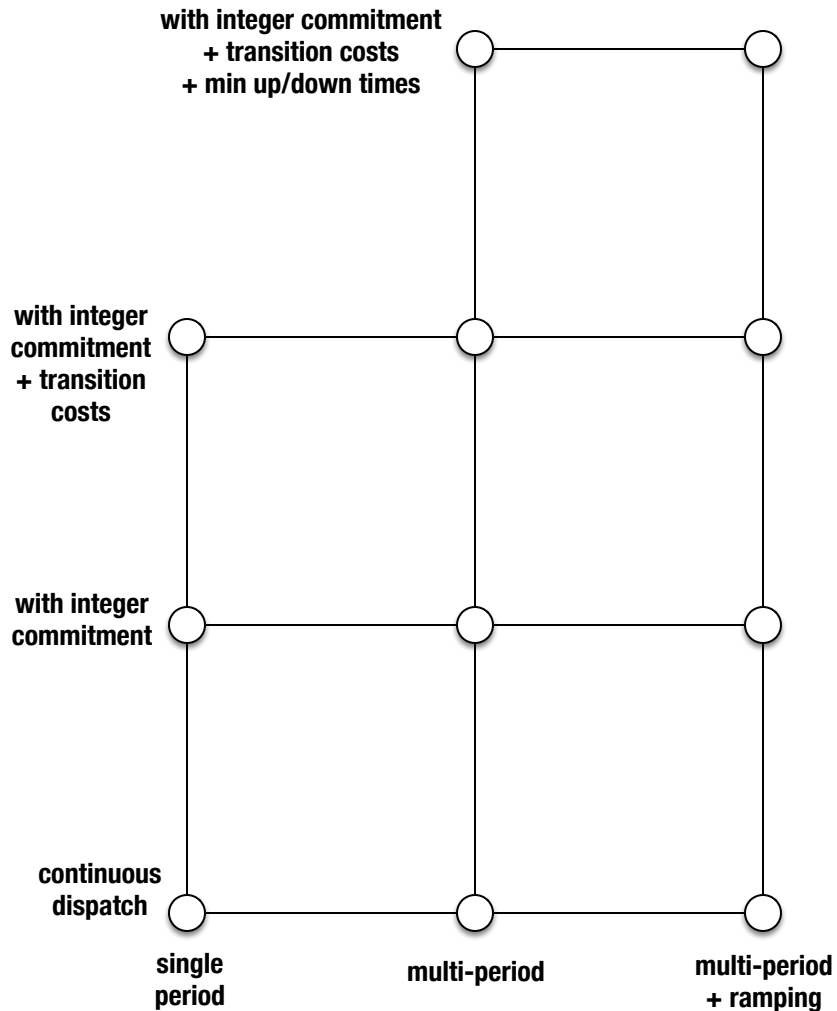 with integer commitment
+ transition costs
+ min up/down times
with integer
commitment
+ transition
costs
with integer
commitment
continuous
dispatch
single
period
multi-period
multi-period
+ ramping